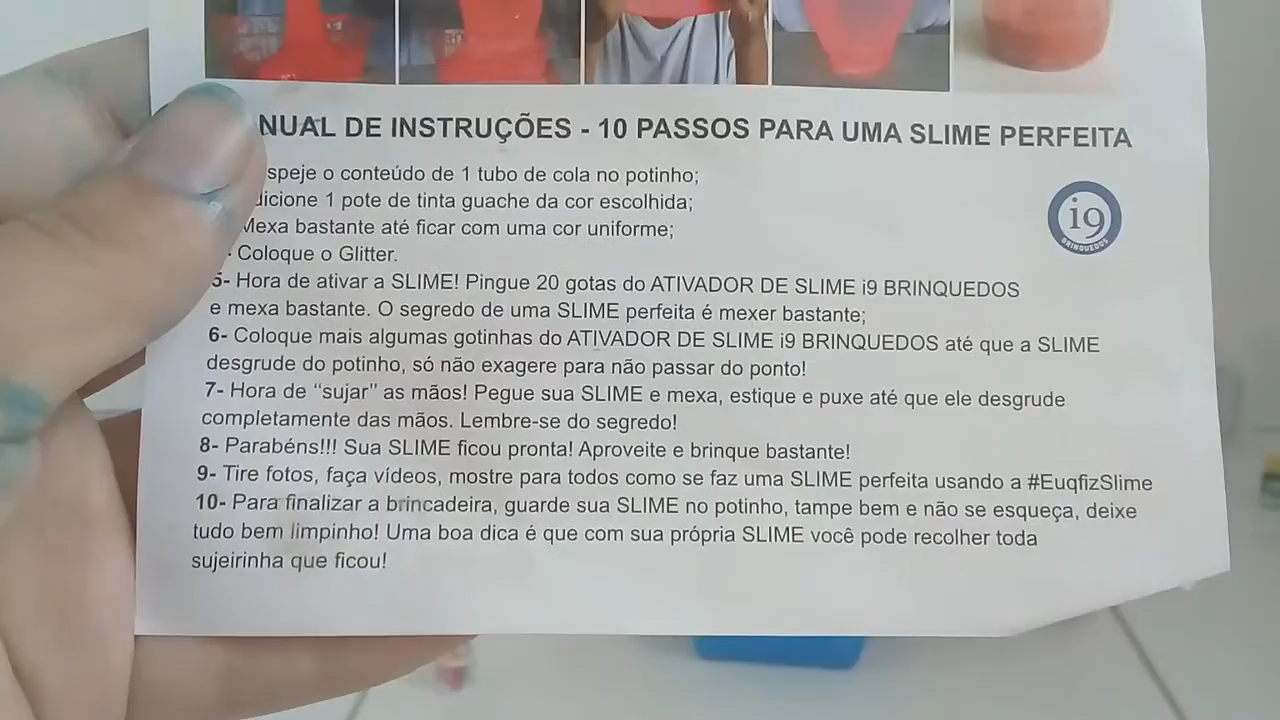 NUAL DE INSTRUÇÕES - 10 PASSOS PARA UMA SLIME PERFEITA
speje o conteúdo de 1 tubo de cola no potinho;
dicione 1 pote de tinta guache da cor escolhida;
Mexa bastante até ficar com uma cor uniforme;
- Coloque o Glitter.
i9
BRINQUEDOS
5- Hora de ativar a SLIME! Pingue 20 gotas do ATIVADOR DE SLIME i9 BRINQUEDOS
e mexa bastante. O segredo de uma SLIME perfeita é mexer bastante;
6- Coloque mais algumas gotinhas do ATIVADOR DE SLIME i9 BRINQUEDOS até que a SLIME
desgrude do potinho, só não exagere para não passar do ponto!
7- Hora de “sujar” as mãos! Pegue sua SLIME e mexa, estique e puxe até que ele desgrude
completamente das mãos. Lembre-se do segredo!
8- Parabéns!!! Sua SLIME ficou pronta! Aproveite e brinque bastante!
9- Tire fotos, faça vídeos, mostre para todos como se faz uma SLIME perfeita usando a #EuqfizSlime
10- Para finalizar a brincadeira, guarde sua SLIME no potinho, tampe bem e não se esqueça, deixe
tudo bem limpinho! Uma boa dica é que com sua própria SLIME você pode recolher toda
sujeirinha que ficou!